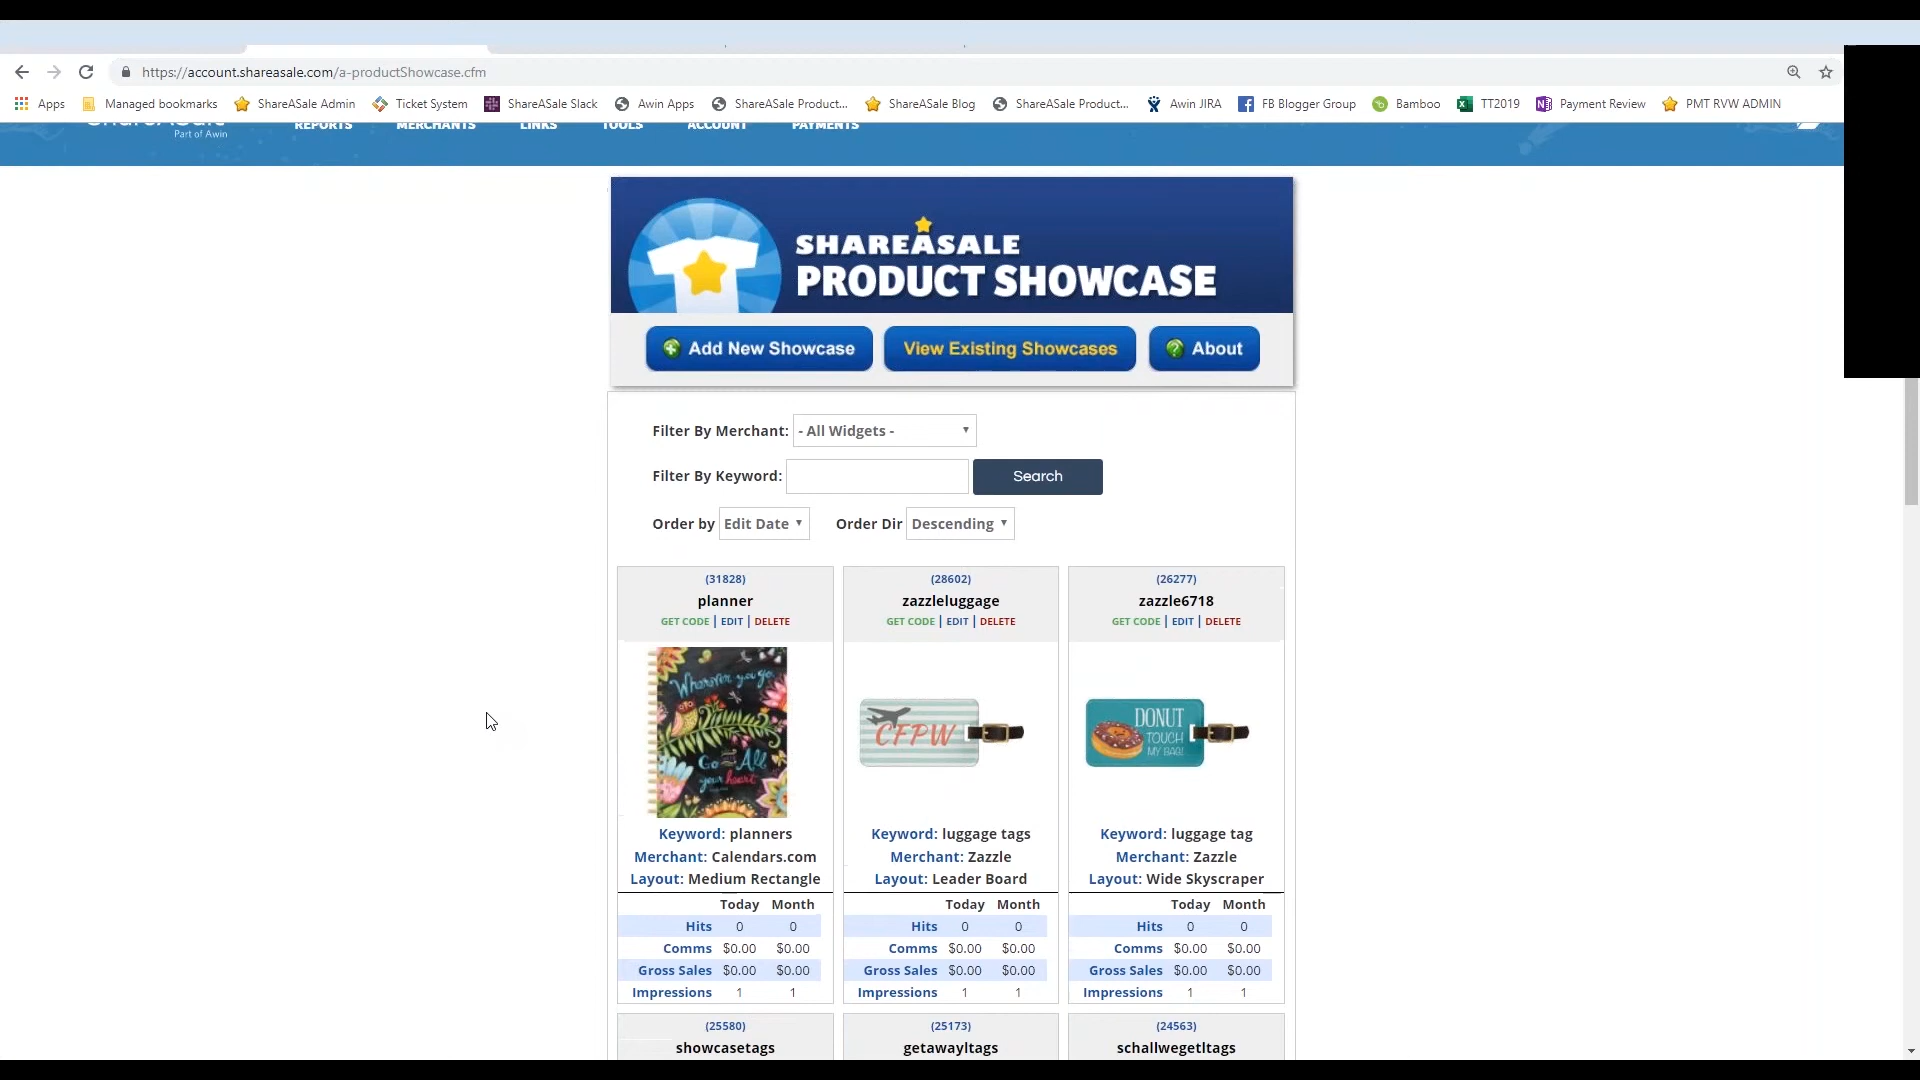 https://account.shareasale.com/a-productShowcase.cfm
Apps Managed bookmarks ShareASale Admin Ticket System ShareASale Slack Awin Apps ShareASale Product... ShareASale Blog ShareASale Product... Awin JIRA FB Blogger Group Bamboo TT2019 Payment Review PMT RVW ADMIN
ShareASale
Part of Awin
REPORTS MERCHANTS LINKS TOOLS ACCOUNT PAYMENTS
SHAREASALE
PRODUCT SHOWCASE
Add New Showcase View Existing Showcases ? About
Filter By Merchant: - All Widgets -
Filter By Keyword: Search
Order by Edit Date Order Dir Descending
(31828) (28602) (26277)
planner zazzleluggage zazzle6718
GET CODE | EDIT | DELETE GET CODE | EDIT | DELETE GET CODE | EDIT | DELETE
Wherever you go
Go All
your heart
CFPW
DONUT
TOUCH
MY BAG!
Keyword: planners Keyword: luggage tags Keyword: luggage tag
Merchant: Calendars.com Merchant: Zazzle Merchant: Zazzle
Layout: Medium Rectangle Layout: Leader Board Layout: Wide Skyscraper
Today Month Today Month Today Month
Hits 0 0 Hits 0 0 Hits 0 0
Comms $0.00 $0.00 Comms $0.00 $0.00 Comms $0.00 $0.00
Gross Sales $0.00 $0.00 Gross Sales $0.00 $0.00 Gross Sales $0.00 $0.00
Impressions 1 1 Impressions 1 1 Impressions 1 1
(25580) (25173) (24563)
showcasetags getawayltags schallwegetltags